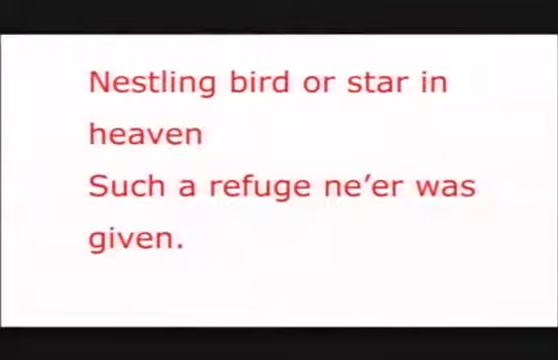 Nestling bird or star in
heaven
Such a refuge ne’er was
given.